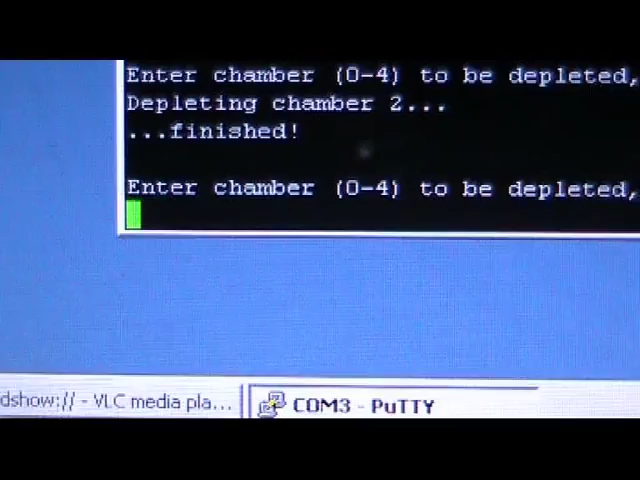 Enter chamber (0-4) to be depleted,
Depleting chamber 2...
...finished!
Enter chamber (0-4) to be depleted,
dshow:// - VLC media pla...
COM3 - PuTTY